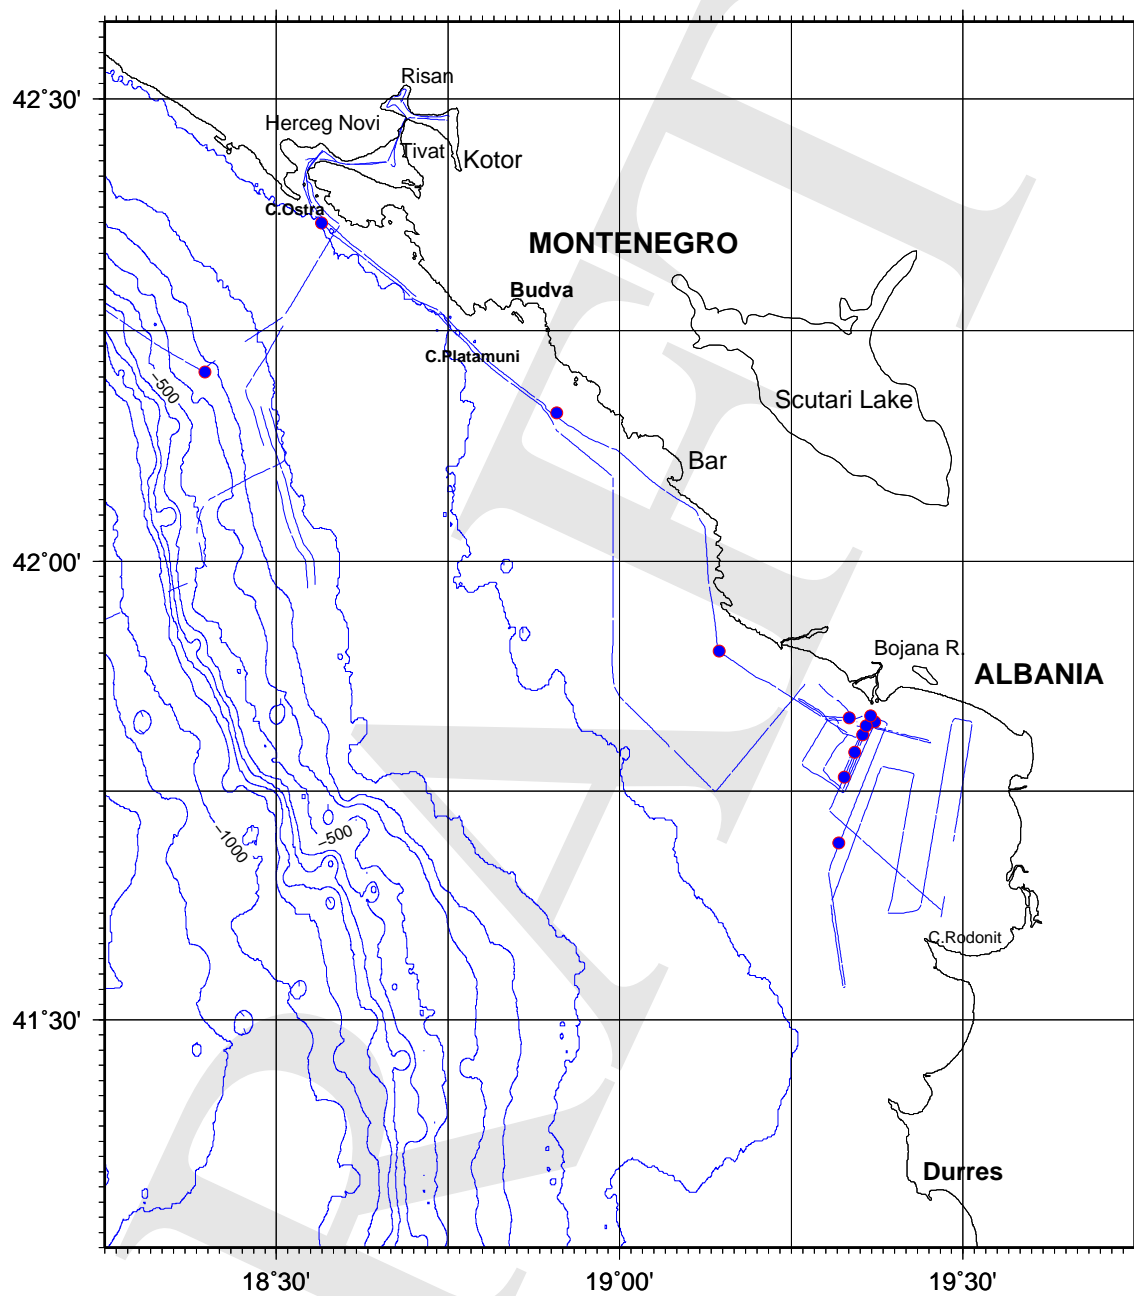 Risan
42°30'
Herceg Novi
Tivat
Kotor
C.Ostra
MONTENEGRO
Budva
C.Platamuni
−500
Scutari Lake
Bar
42°00'
Bojana R.
ALBANIA
−500
−1000
C.Rodonit
41°30'
Durres
18°30'
19°00'
19°30'